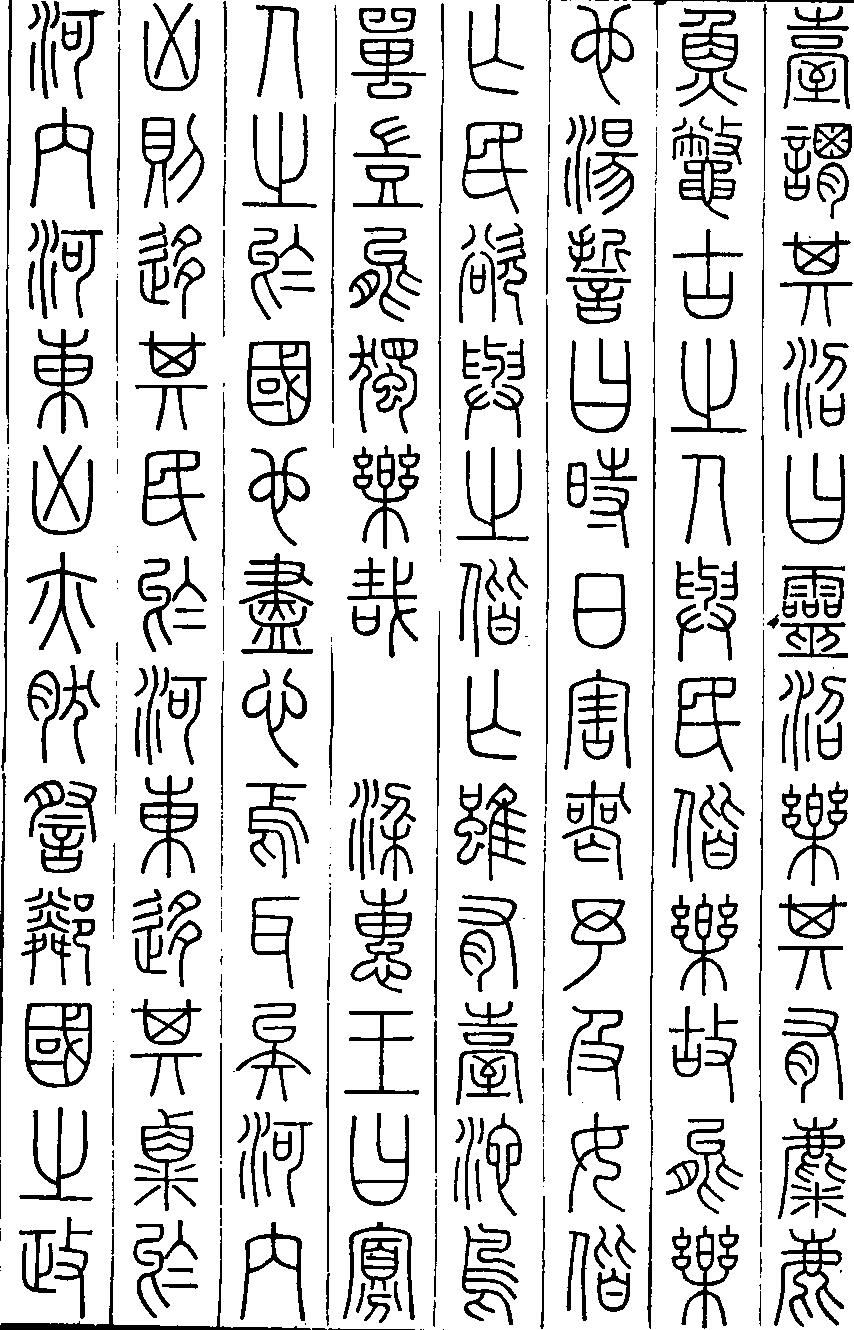 臺謂其沼曰靈沼樂其有麋鹿
魚鼈古之人與民偕樂故能樂
也湯誓曰時日害喪予及女偕
亡民欲與之偕亡雖有臺池鳥
獸豈能獨樂哉　梁惠王曰寡
人之於國也盡心焉耳矣河內
凶則移其民於河東移其粟於
河內河東凶亦然察鄰國之政